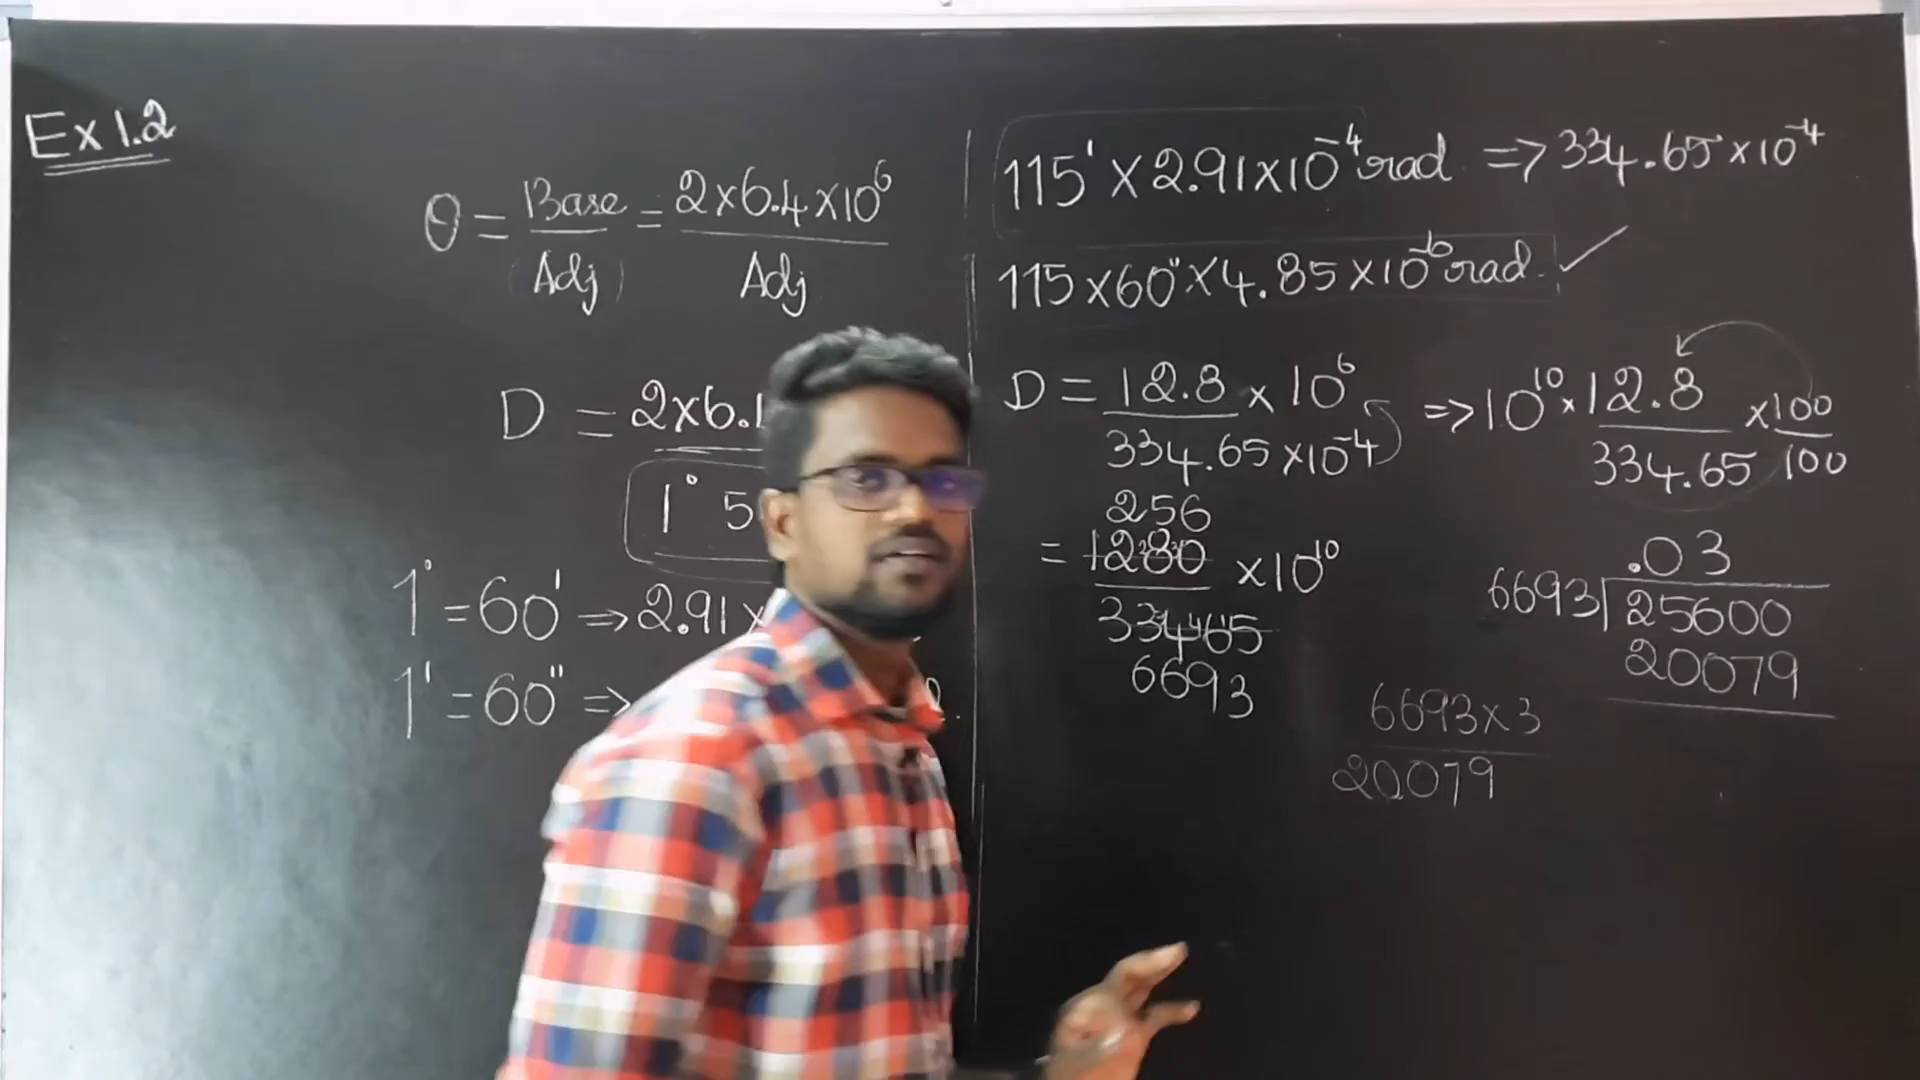 Ex 1.2
θ = Base = 2×6.4×10⁶
Adj Adj
D = 2×6.
1° 5
1° = 60' ⇒ 2.91×
1' = 60" ⇒
115' × 2.91×10⁻⁴ rad ⇒ 334.65×10⁻⁴
115×60"×4.85×10⁻⁶ rad. ✓
D = 12.8 × 10⁶ ⇒ 10¹⁰ × 12.8 × 100
334.65 ×10⁻⁴ 334.65 100
256
= 1280 ×10¹⁰
33465
6693
.03
6693 25600
20079
6693×3
20079